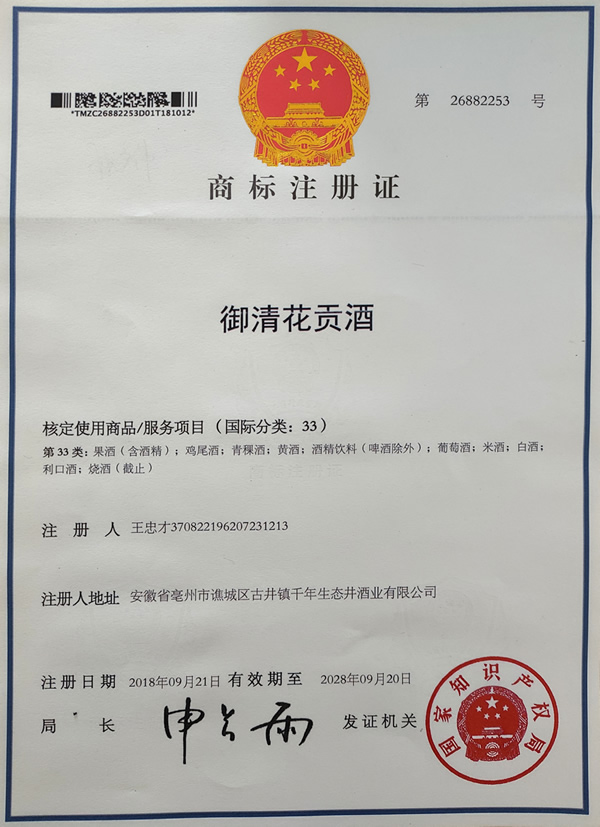 *TMZC26882253D01T181012*
第 26882253 号
商标注册证
御清花贡酒
核定使用商品/服务项目（国际分类：33）
第33类：果酒（含酒精）；鸡尾酒；青稞酒；黄酒；酒精饮料（啤酒除外）；葡萄酒；米酒；白酒；
利口酒；烧酒（截止）
注册人 王忠才370822196207231213
注册人地址 安徽省亳州市谯城区古井镇千年生态井酒业有限公司
注册日期 2018年09月21日 有效期至 2028年09月20日
局长 申长雨 发证机关
国家知识产权局